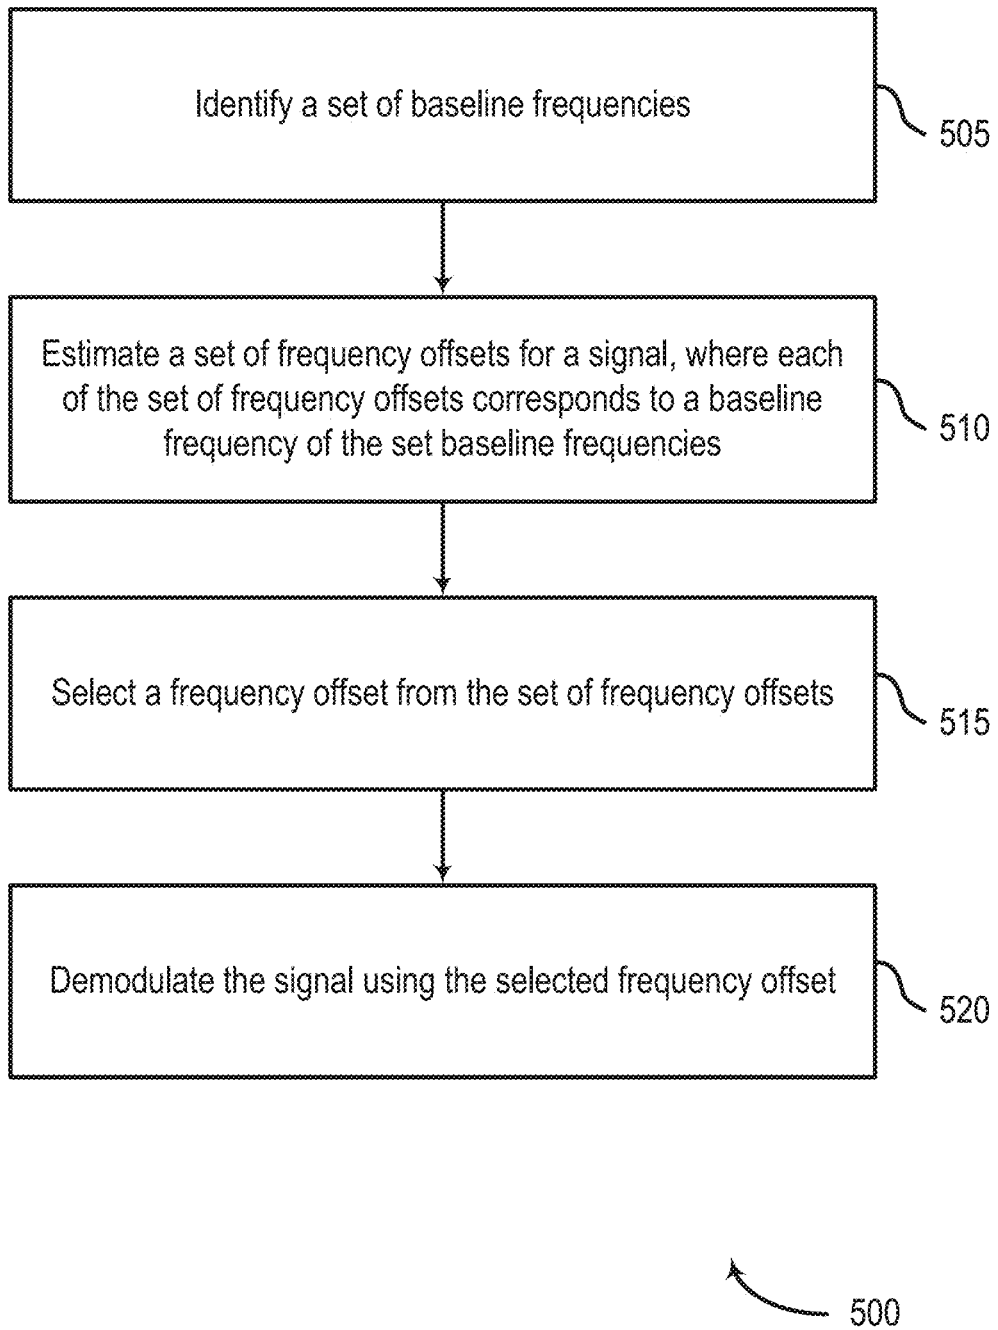 Identify a set of baseline frequencies
505
Estimate a set of frequency offsets for a signal, where each
of the set of frequency offsets corresponds to a baseline
frequency of the set baseline frequencies
510
Select a frequency offset from the set of frequency offsets
515
Demodulate the signal using the selected frequency offset
520
500